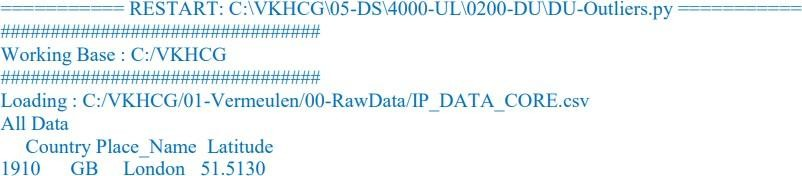 =========== RESTART: C:\VKHCG\05-DS\4000-UL\0200-DU\DU-Outliers.py ===========
################################
Working Base : C:/VKHCG
################################
Loading : C:/VKHCG/01-Vermeulen/00-RawData/IP_DATA_CORE.csv
All Data
Country Place_Name Latitude
1910 GB London 51.5130